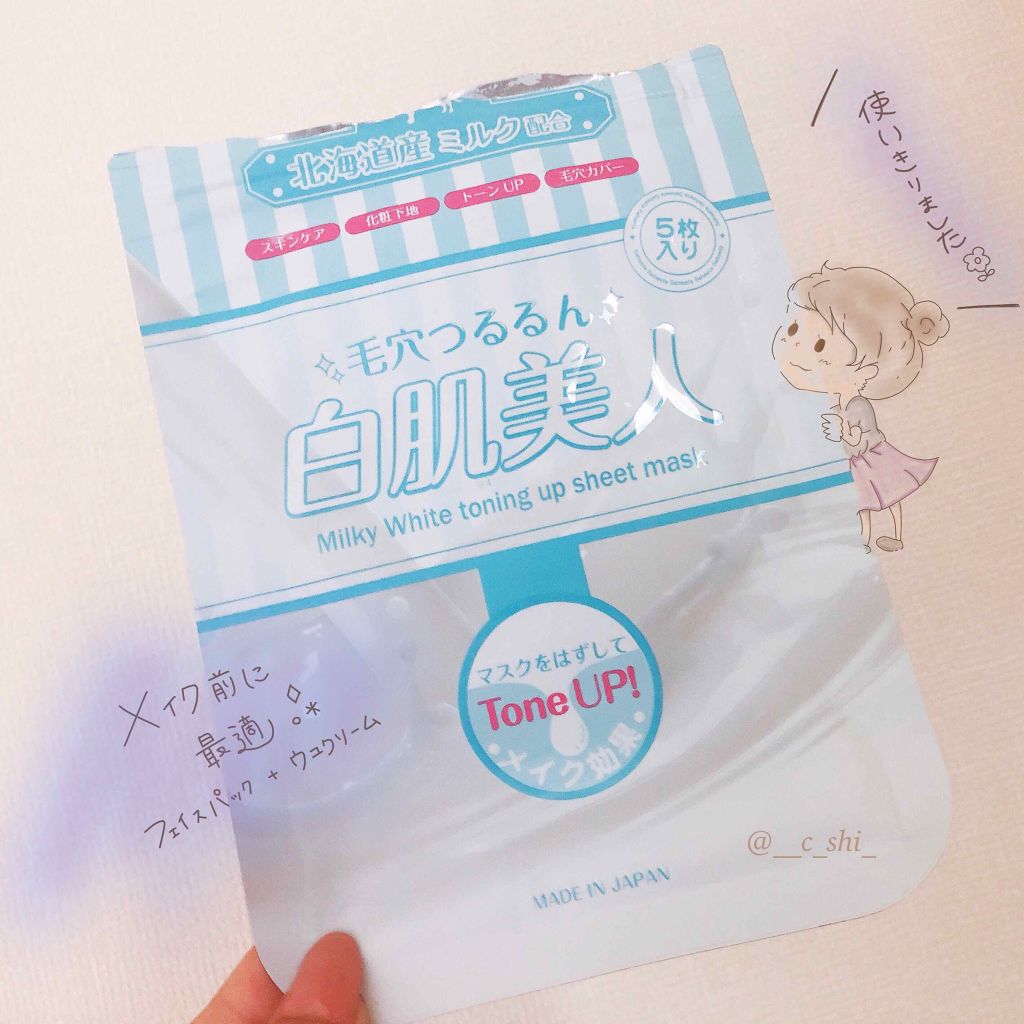 北海道産 ミルク 配合
スキンケア
化粧下地
トーンUP
毛穴カバー
5枚
入り
毛穴つるるん
白肌美人
Milky White toning up sheet mask
マスクをはずして
Tone UP!
メイク効果
MADE IN JAPAN
使いきりました
メイク前に
最適
フェイスパック + ウユクリーム
@__c_shi_